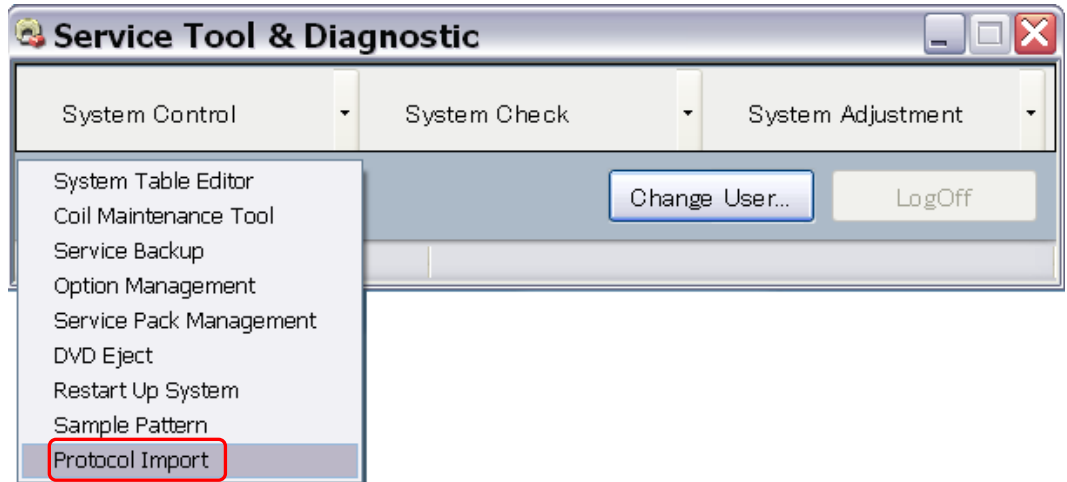 Service Tool & Diagnostic
System Control
System Check
System Adjustment
Change User...
LogOff
System Table Editor
Coil Maintenance Tool
Service Backup
Option Management
Service Pack Management
DVD Eject
Restart Up System
Sample Pattern
Protocol Import